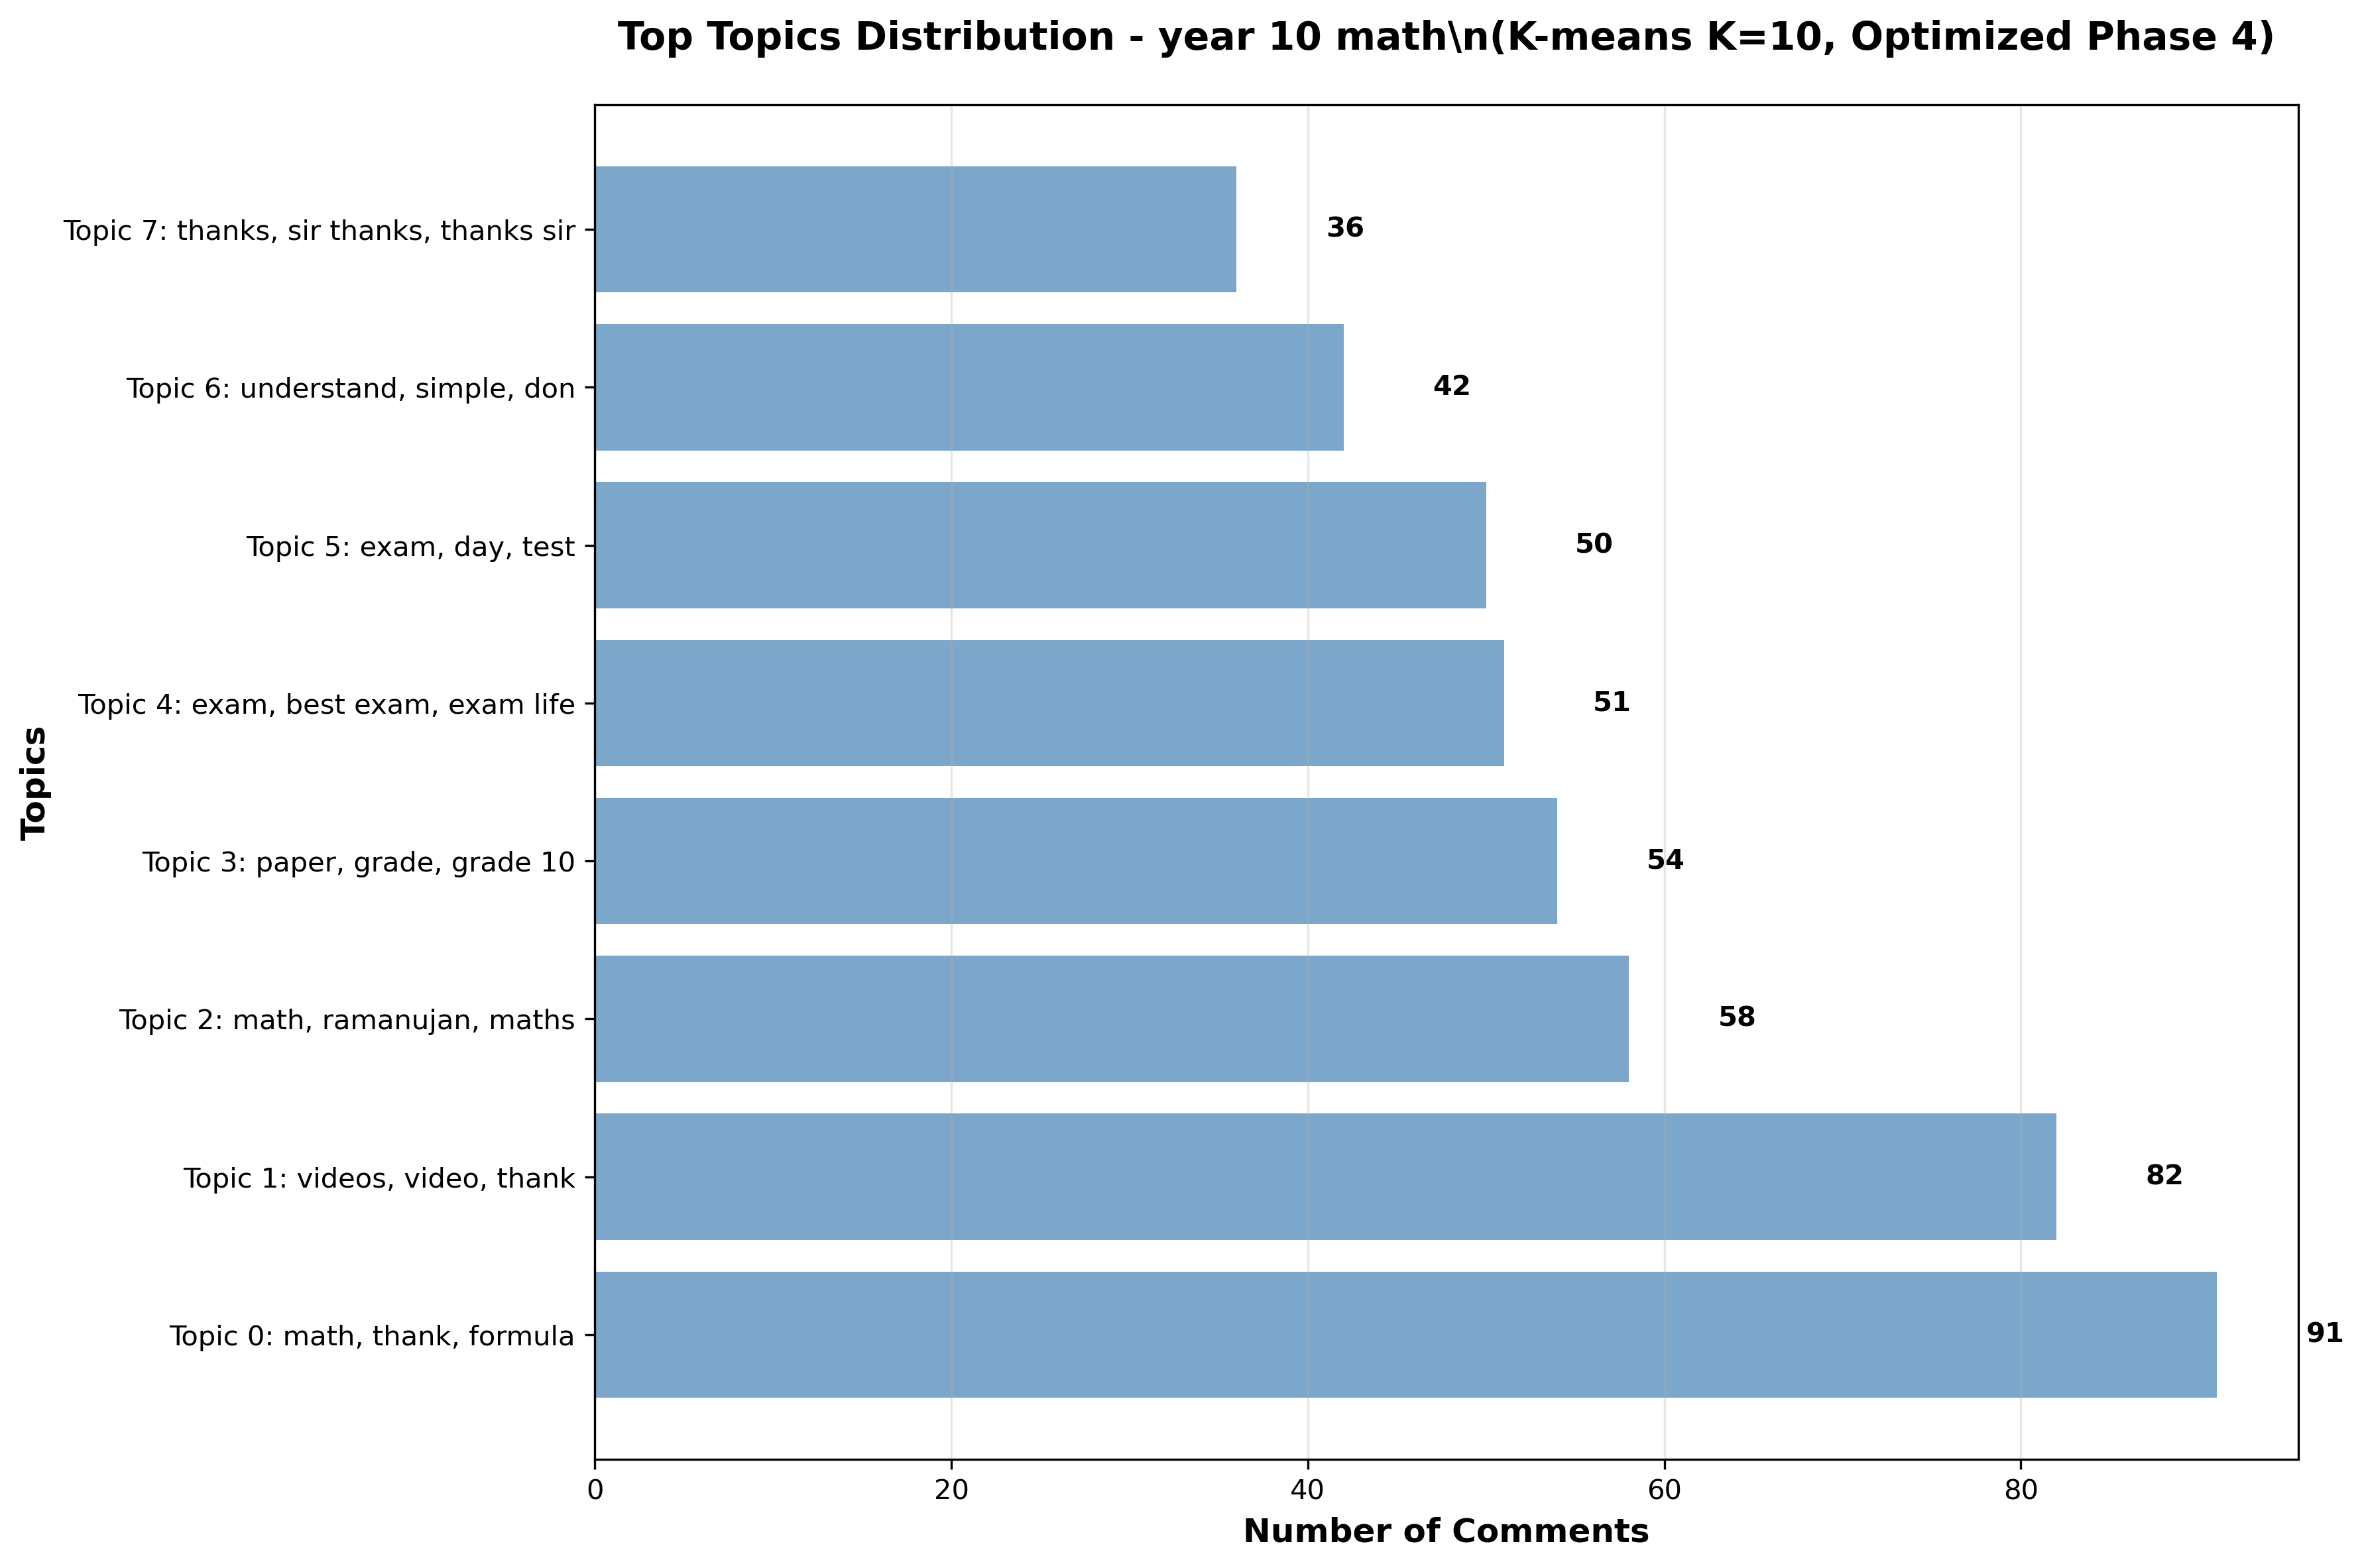 Top Topics Distribution - year 10 math\n(K-means K=10, Optimized Phase 4)
Topics
Topic 7: thanks, sir thanks, thanks sir
36
Topic 6: understand, simple, don
42
Topic 5: exam, day, test
50
Topic 4: exam, best exam, exam life
51
Topic 3: paper, grade, grade 10
54
Topic 2: math, ramanujan, maths
58
Topic 1: videos, video, thank
82
Topic 0: math, thank, formula
91
0 20 40 60 80
Number of Comments